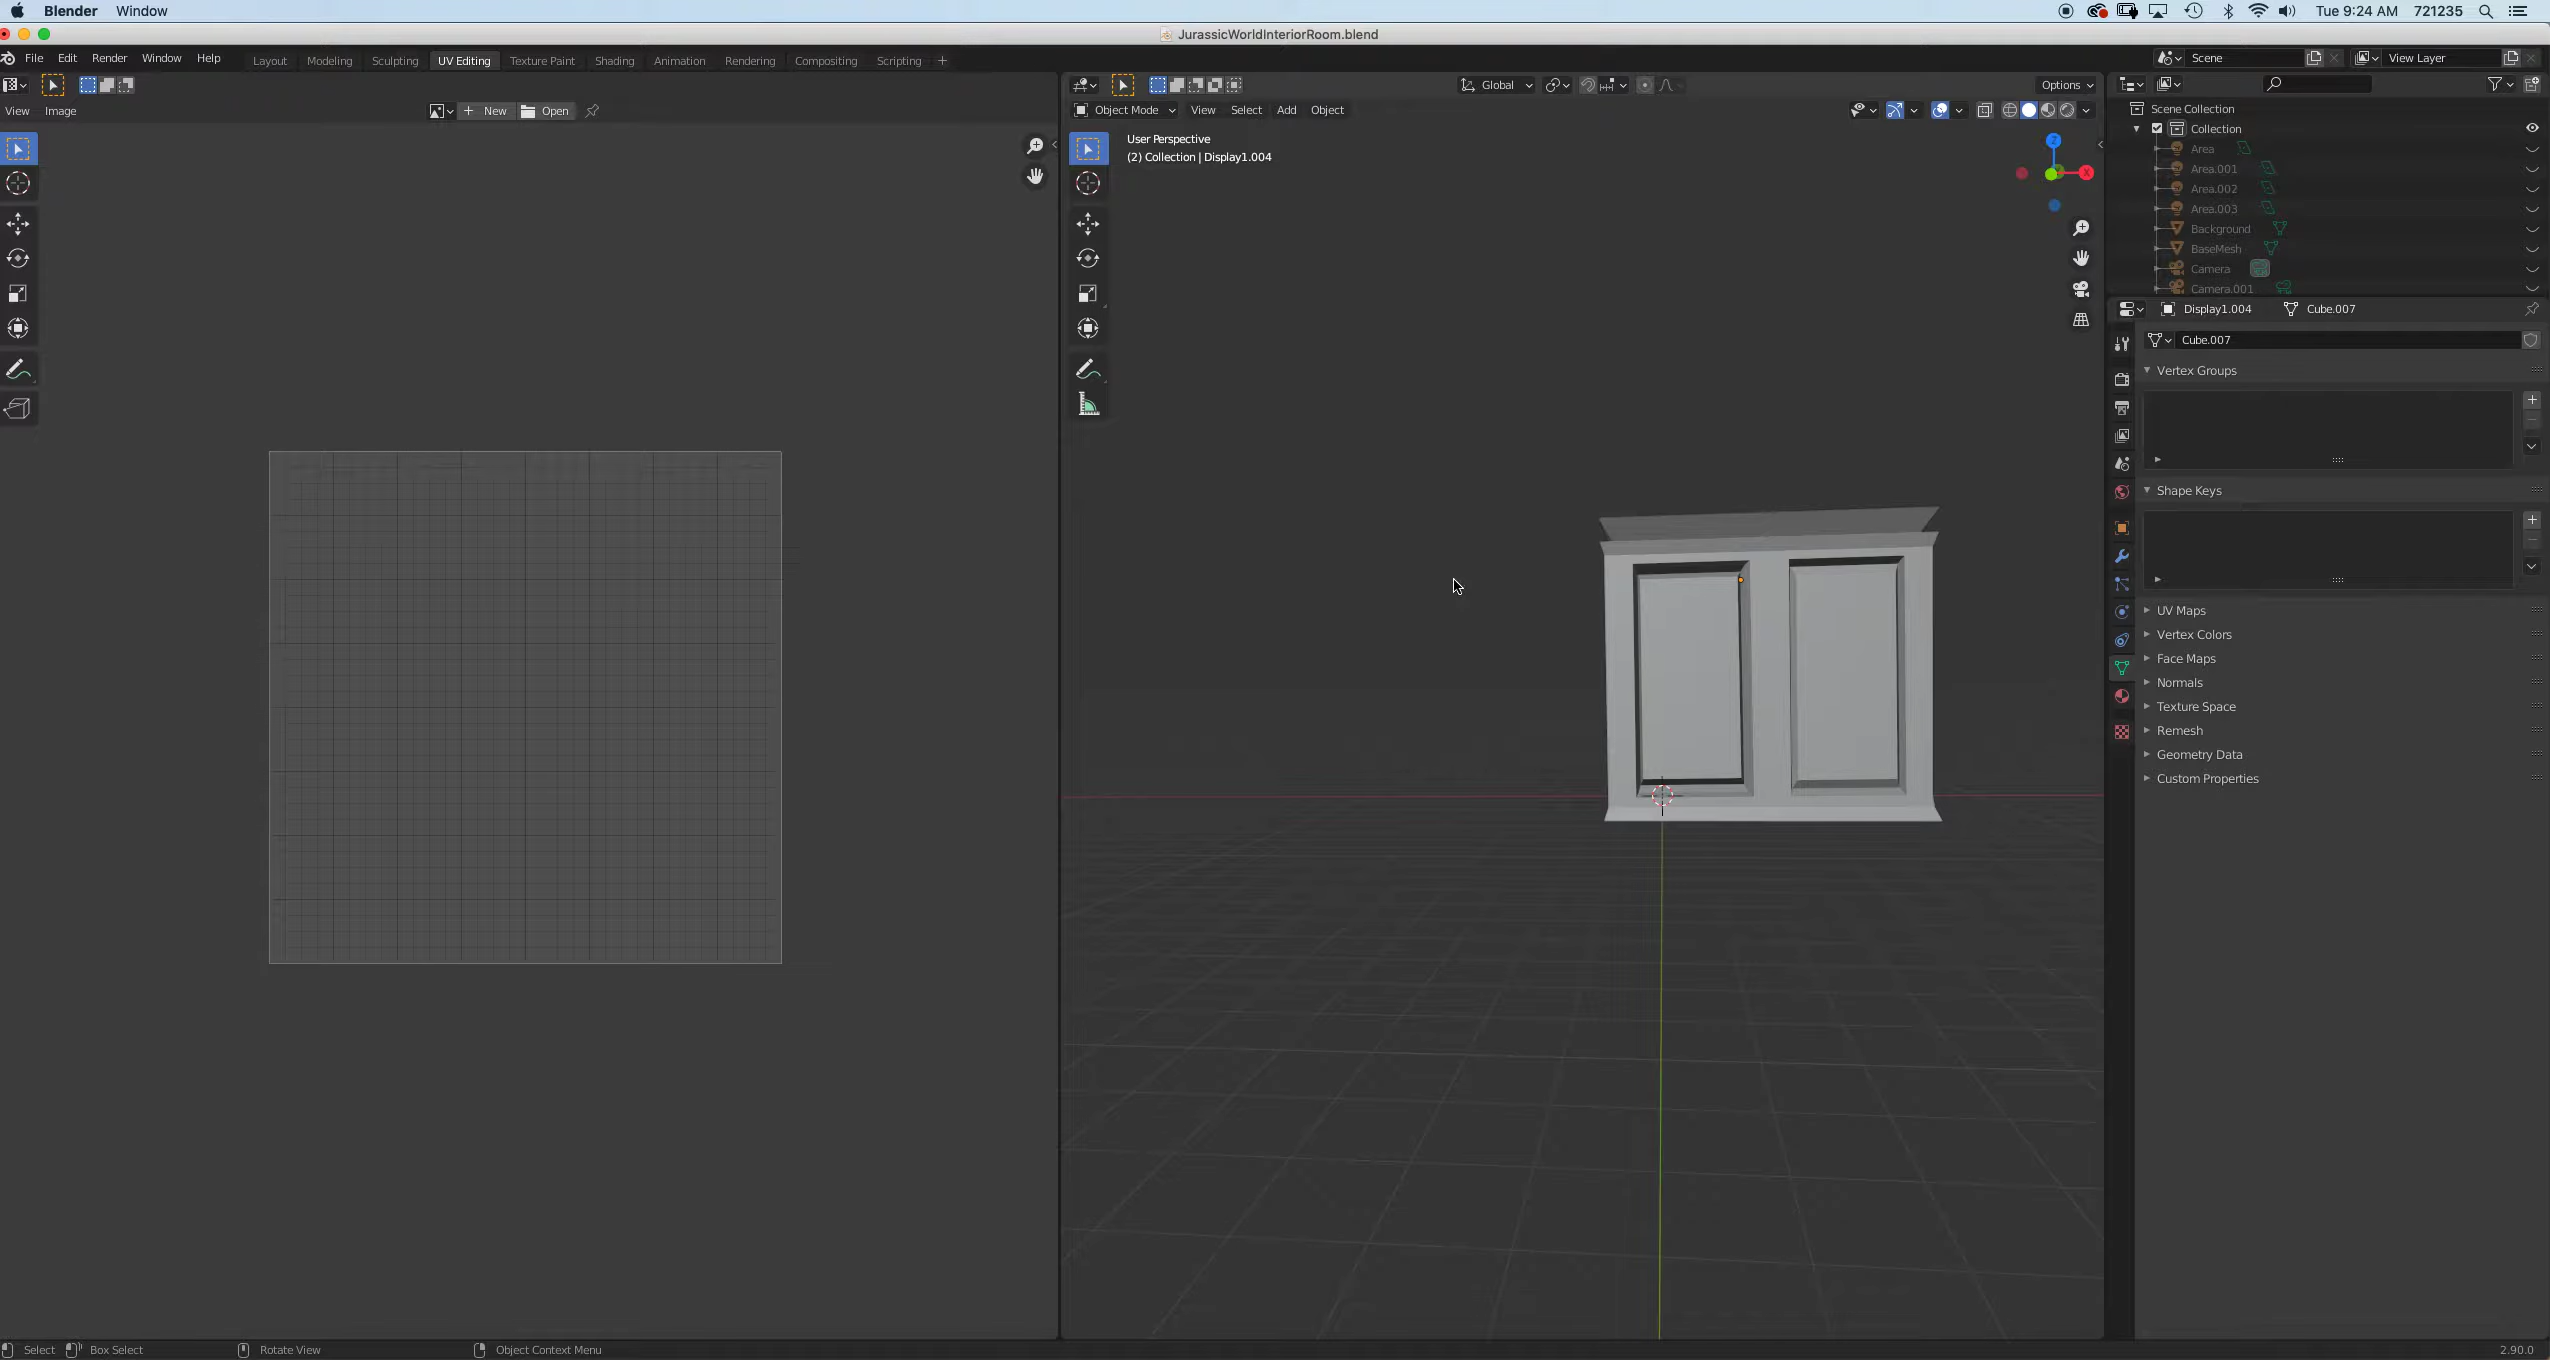 Blender Window Tue 9:24 AM 721235
JurassicWorldInteriorRoom.blend
File Edit Render Window Help Layout Modeling Sculpting UV Editing Texture Paint Shading Animation Rendering Compositing Scripting + Scene View Layer
Global Options
View Image + New Open Object Mode View Select Add Object
User Perspective
(2) Collection | Display1.004
Scene Collection
Collection
Area
Area.001
Area.002
Area.003
Background
BaseMesh
Camera
Camera.001
Display1.004 Cube.007
Cube.007
Vertex Groups
Shape Keys
UV Maps
Vertex Colors
Face Maps
Normals
Texture Space
Remesh
Geometry Data
Custom Properties
Z
X
Select Box Select Rotate View Object Context Menu 2.90.0